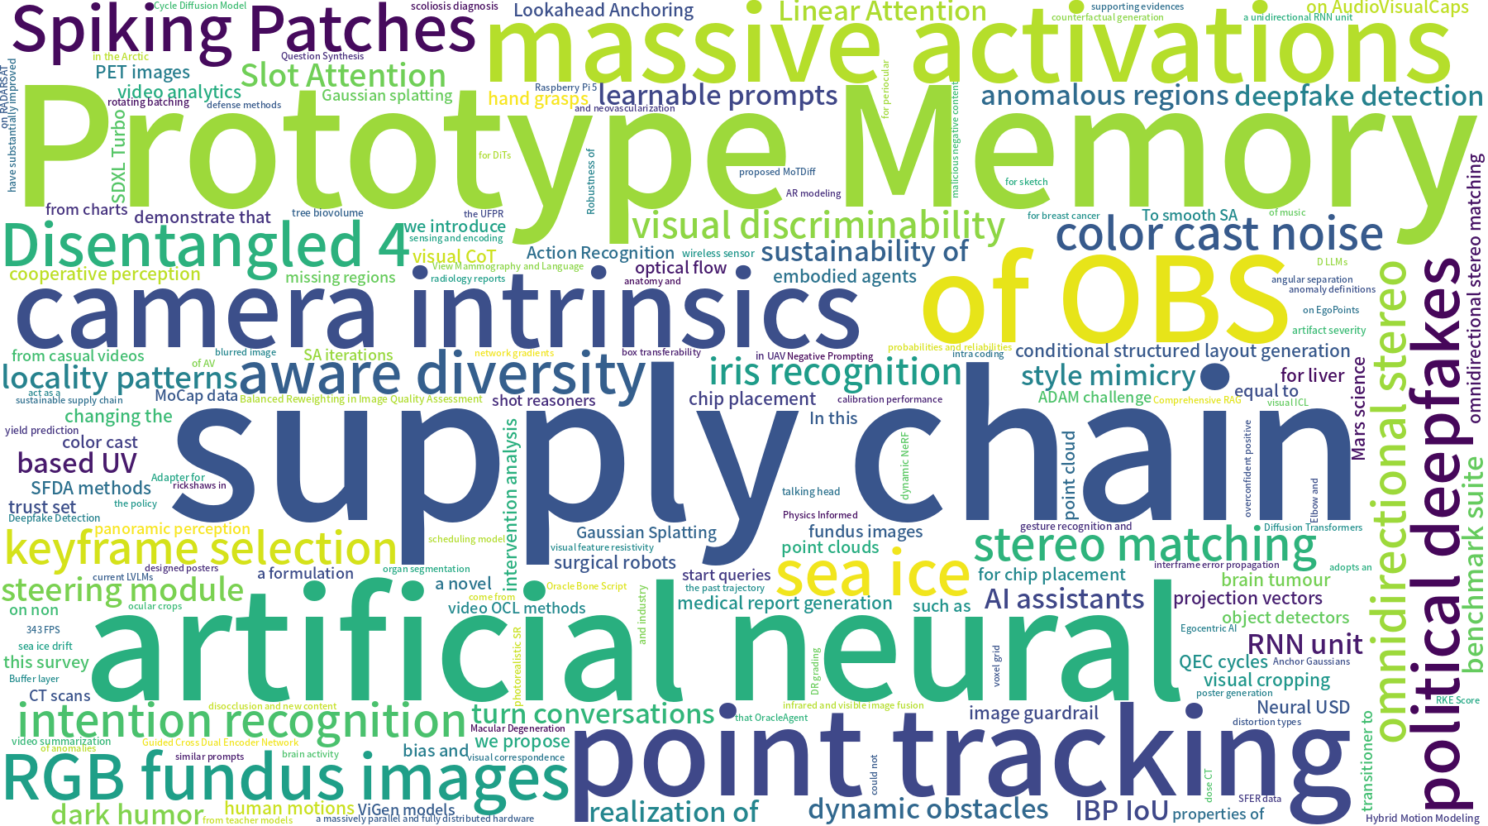 Cycle Diffusion Model
scoliosis diagnosis
Lookahead Anchoring
Linear Attention
supporting evidences
on AudioVisualCaps
Spiking Patches
massive activations
counterfactual generation
a unidirectional RNN unit
in the Arctic
Question Synthesis
PET images
Slot Attention
video analytics
Gaussian splatting
rotating batching
defense methods
Raspberry Pi 5
hand grasps
learnable prompts
and neovascularization
for periocular
malicious negative content
anomalous regions
deepfake detection
on RADARSAT
have substantially improved
SDXL Turbo
Prototype Memory
for DiTs
Robustness of
proposed MoTDiff
AR modeling
for sketch
from charts
demonstrate that
tree biovolume
the UFPR
we introduce
sensing and encoding
visual discriminability
for breast cancer
To smooth SA
of music
color cast noise
Disentangled 4
visual CoT
Action Recognition
wireless sensor
sustainability of
View Mammography and Language
radiology reports
optical flow
anatomy and
embodied agents
cooperative perception
missing regions
D LLMs
angular separation
anomaly definitions
on EgoPoints
artifact severity
camera intrinsics
of OBS
from casual videos
of AV
blurred image
SA iterations
network gradients
box transferability
in UAV Negative Prompting
probabilities and reliabilities
intra coding
conditional structured layout generation
locality patterns
aware diversity
iris recognition
style mimicry
for liver
act as a
sustainable supply chain
MoCap data
Balanced Reweighting in Image Quality Assessment
shot reasoners
chip placement
calibration performance
ADAM challenge
Comprehensive RAG
equal to
visual ICL
Mars science
changing the
yield prediction
color cast
In this
supply chain
based UV
SFDA methods
Adapter for
rickshaws in
trust set
the policy
Deepfake Detection
intervention analysis
talking head
dynamic NeRF
point cloud
overconfident positive
Elbow and
Physics Informed
panoramic perception
scheduling model
Gaussian Splatting
fundus images
gesture recognition and
Diffusion Transformers
keyframe selection
visual feature resistivity
point clouds
stereo matching
designed posters
current LVLMs
a formulation
organ segmentation
surgical robots
start queries
sea ice
for chip placement
interframe error propagation
adopts an
brain tumour
steering module
a novel
Oracle Bone Script
the past trajectory
AI assistants
projection vectors
ocular crops
come from
on non
video OCL methods
and industry
medical report generation
such as
object detectors
343 FPS
Egocentric AI
artificial neural
sea ice drift
RNN unit
this survey
photorealistic SR
DR grading
voxel grid
QEC cycles
Anchor Gaussians
Buffer layer
visual cropping
CT scans
poster generation
RKE Score
disocclusion and new content
infrared and visible image fusion
Neural USD
intention recognition
turn conversations
that OracleAgent
image guardrail
distortion types
Macular Degeneration
video summarization
Guided Cross Dual Encoder Network
of anomalies
similar prompts
brain activity
bias and
we propose
visual correspondence
RGB fundus images
point tracking
could not
dose CT
transitioner to
SFER data
dark humor
human motions
from teacher models
ViGen models
a massively parallel and fully distributed hardware
realization of
dynamic obstacles
IBP IoU
properties of
Hybrid Motion Modeling
omnidirectional stereo
political deepfakes
omnidirectional stereo matching
benchmark suite